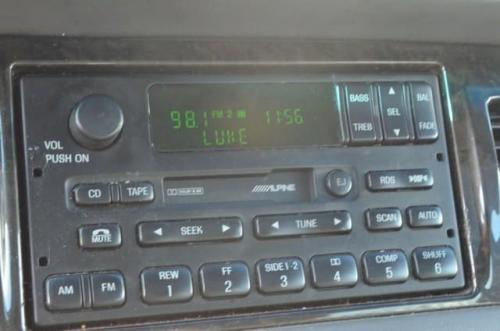 98.1 FM 2 11:56
BASS SEL BAL
TREB FADE
VOL
PUSH ON
CD TAPE DOLBY B NR ALPINE EJ RDS
MUTE SEEK TUNE SCAN AUTO
AM FM REW 1 FF 2 SIDE 1-2 3 4 COMP 5 SHUFF 6